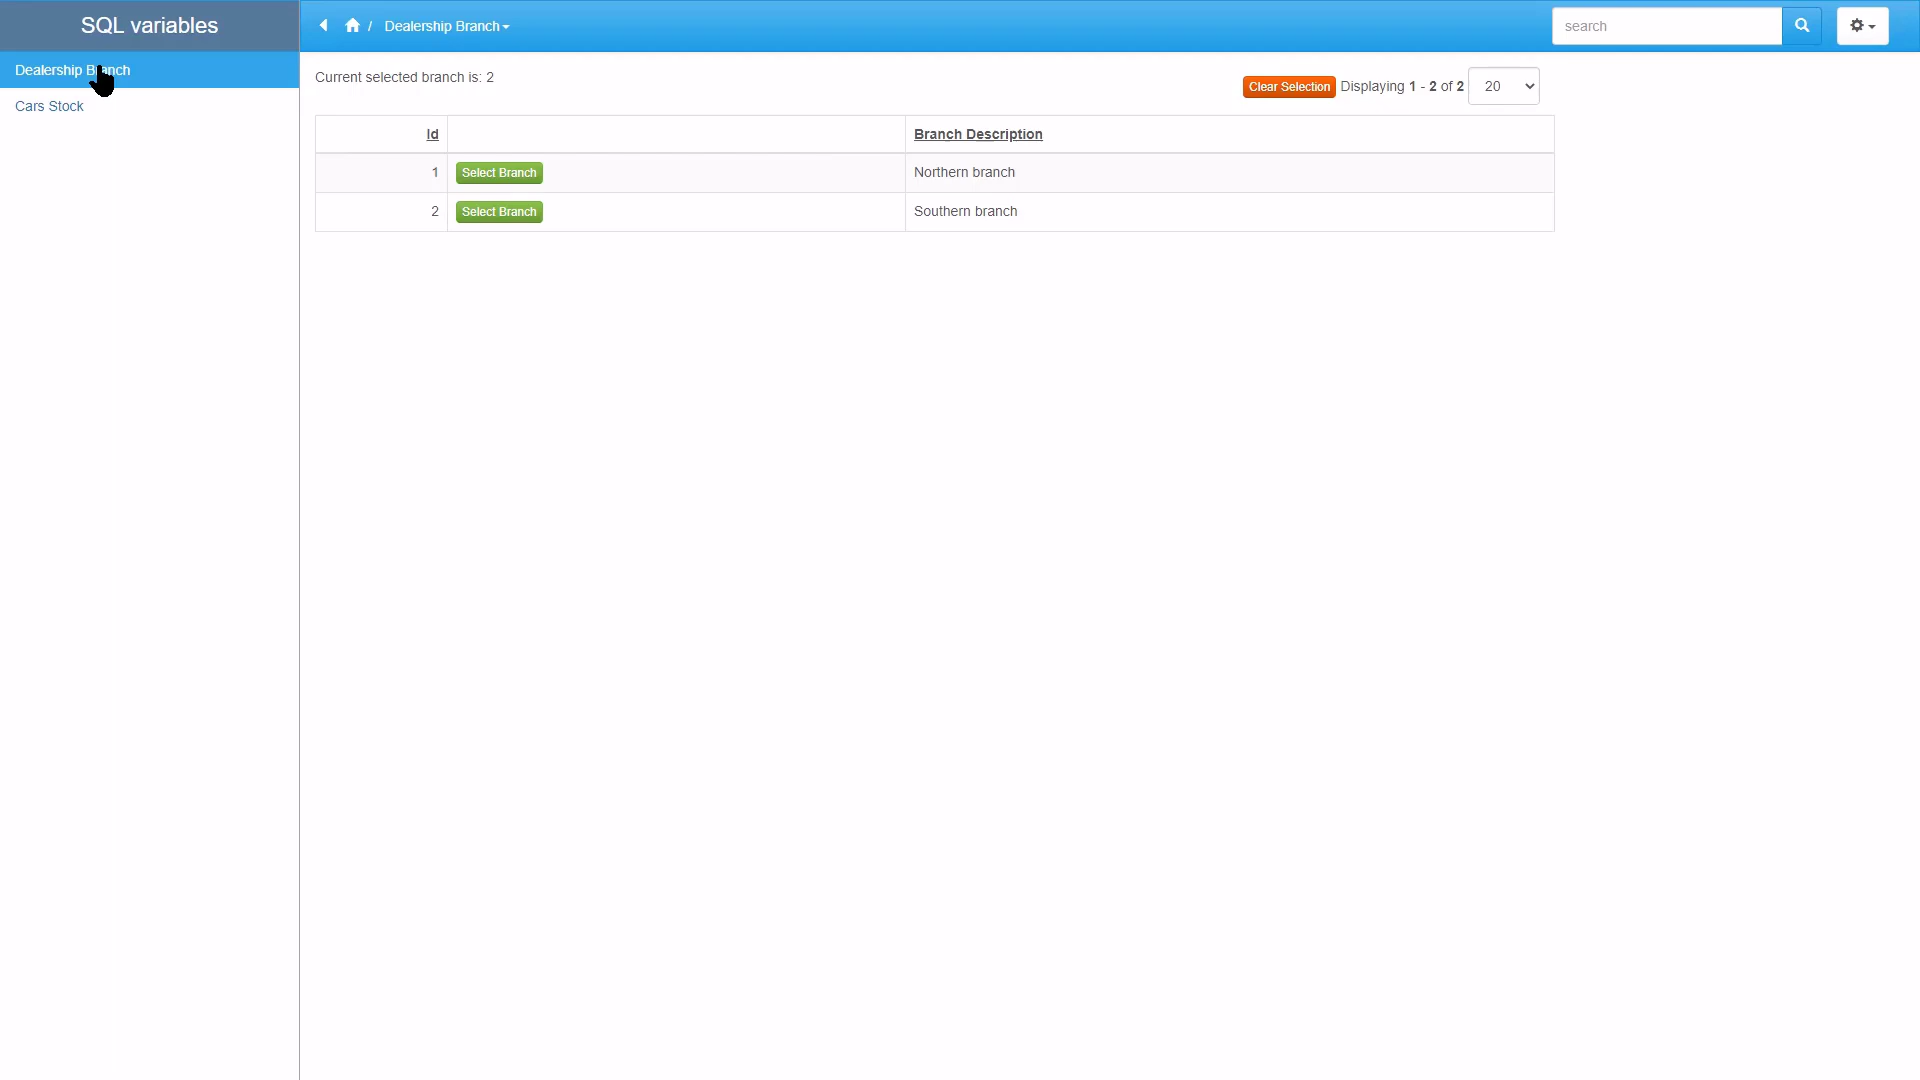 SQL variables
/ Dealership Branch
search
Dealership Branch
Cars Stock
Current selected branch is: 2
Clear Selection Displaying 1 - 2 of 2 20
Id Branch Description
1 Select Branch Northern branch
2 Select Branch Southern branch